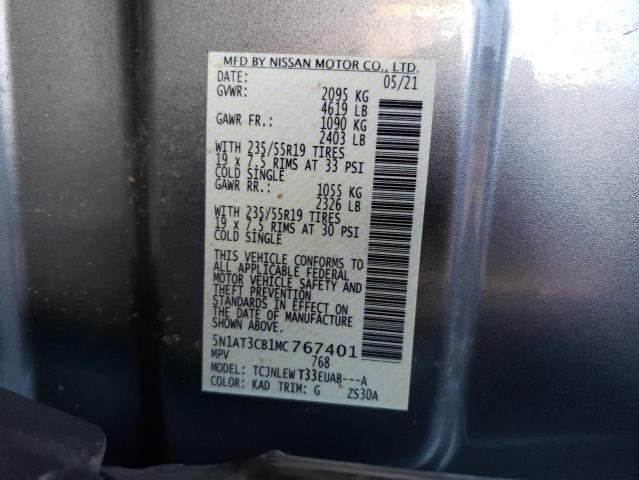 MFD BY NISSAN MOTOR CO., LTD.
DATE: 05/21
GVWR: 2095 KG
4619 LB
GAWR FR.: 1090 KG
2403 LB
WITH 235/55R19 TIRES
19 x 7.5 RIMS AT 33 PSI
COLD SINGLE
GAWR RR.: 1055 KG
2326 LB
WITH 235/55R19 TIRES
19 x 7.5 RIMS AT 30 PSI
COLD SINGLE
THIS VEHICLE CONFORMS TO
ALL APPLICABLE FEDERAL
MOTOR VEHICLE SAFETY AND
THEFT PREVENTION
STANDARDS IN EFFECT ON
THE DATE OF MANUFACTURE
SHOWN ABOVE.
5N1AT3CB1MC767401
MPV 768
MODEL: TCJNLEW T33EUAB---A
COLOR: KAD TRIM: G ZS30A